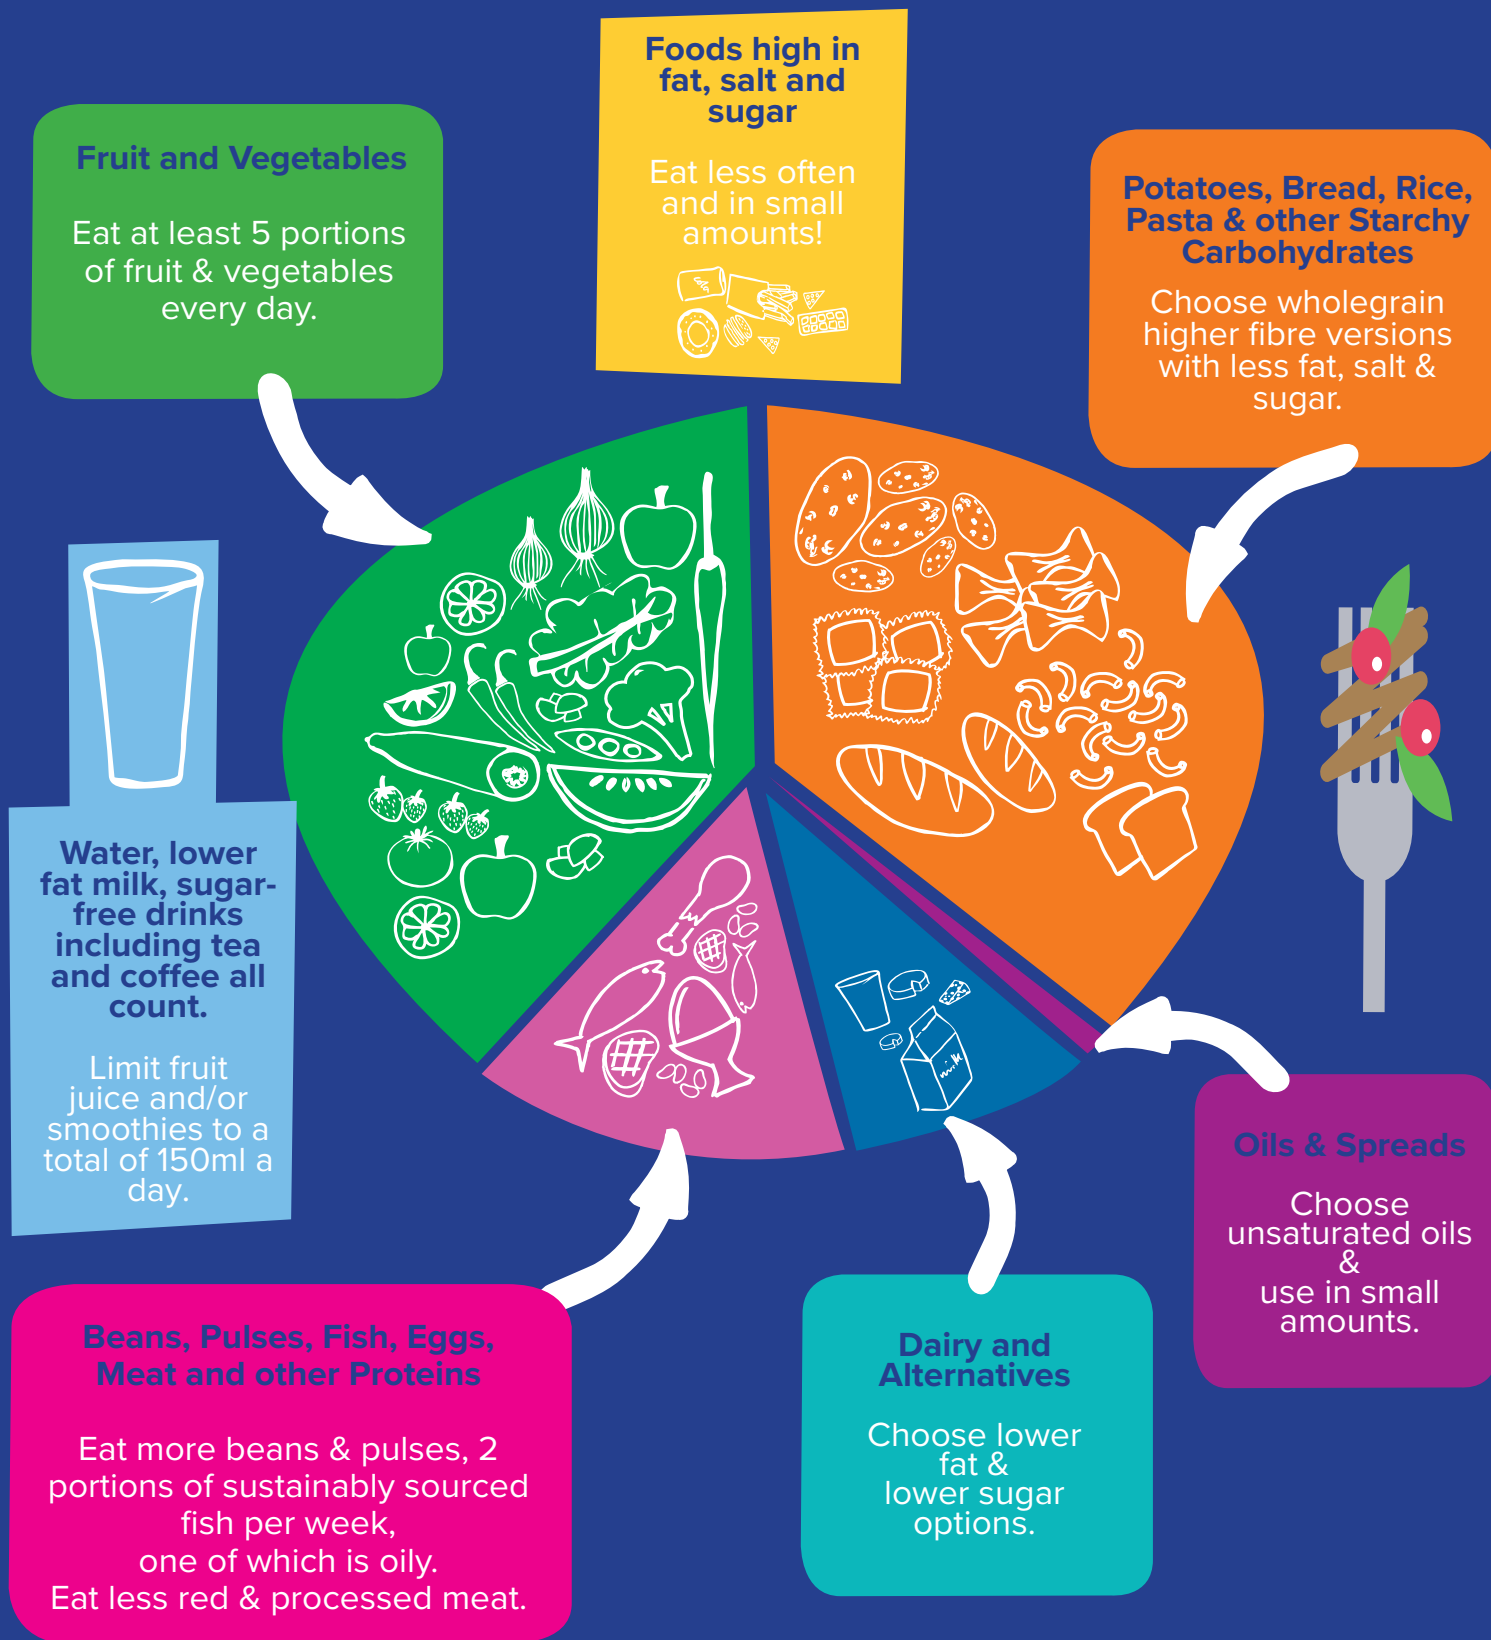 Foods high in
fat, salt and
sugar
Eat less often
and in small
amounts!
Fruit and Vegetables
Eat at least 5 portions
of fruit & vegetables
every day.
Potatoes, Bread, Rice,
Pasta & other Starchy
Carbohydrates
Choose wholegrain
higher fibre versions
with less fat, salt &
sugar.
Water, lower
fat milk, sugar-
free drinks
including tea
and coffee all
count.
Limit fruit
juice and/or
smoothies to a
total of 150ml a
day.
milk
Oils & Spreads
Choose
unsaturated oils
&
use in small
amounts.
Beans, Pulses, Fish, Eggs,
Meat and other Proteins
Eat more beans & pulses, 2
portions of sustainably sourced
fish per week,
one of which is oily.
Eat less red & processed meat.
Dairy and
Alternatives
Choose lower
fat &
lower sugar
options.